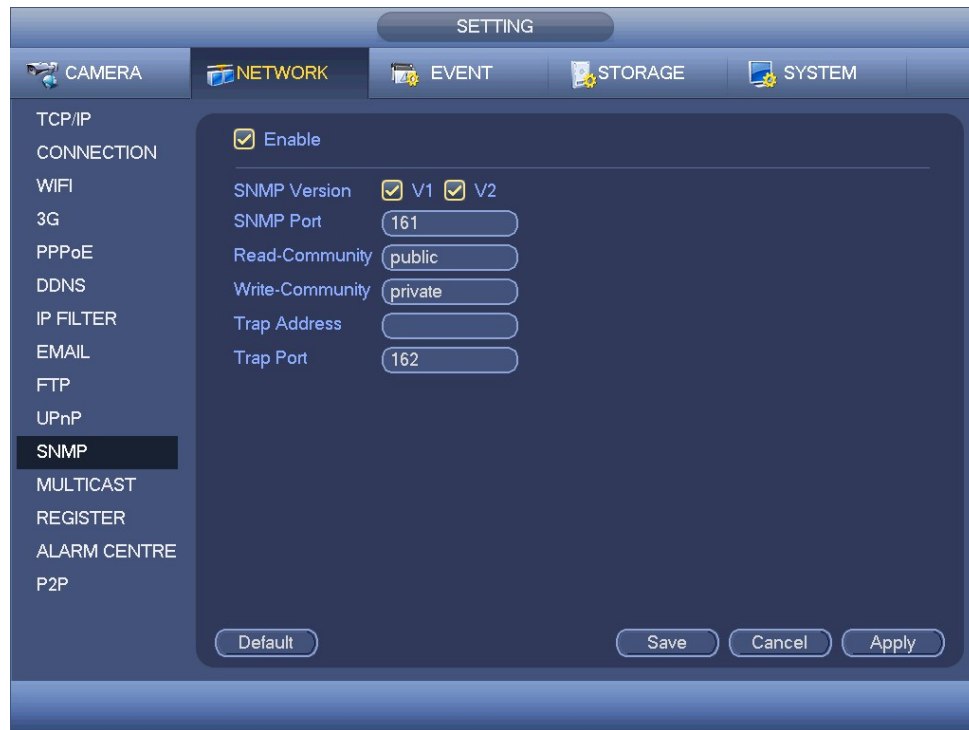 SETTING
CAMERA NETWORK EVENT STORAGE SYSTEM
TCP/IP
CONNECTION
WIFI
3G
PPPoE
DDNS
IP FILTER
EMAIL
FTP
UPnP
SNMP
MULTICAST
REGISTER
ALARM CENTRE
P2P
Enable
SNMP Version V1 V2
SNMP Port 161
Read-Community public
Write-Community private
Trap Address
Trap Port 162
Default Save Cancel Apply